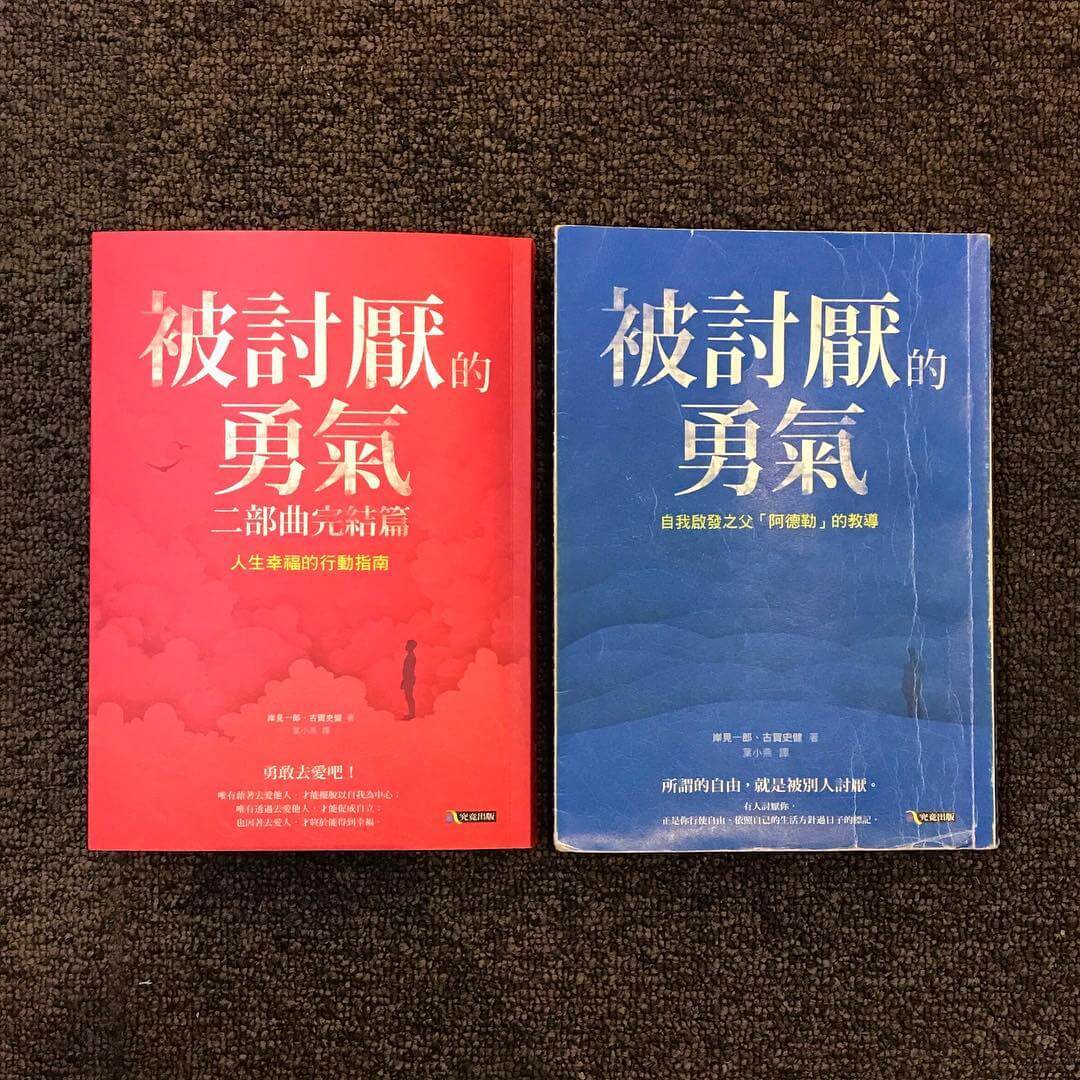 被討厭的
勇氣
二部曲完結篇
人生幸福的行動指南
岸見一郎、古賀史健 著
葉小燕 譯
勇敢去愛吧！
唯有藉著去愛他人，才能擺脫以自我為中心；
唯有透過去愛他人，才能促成自立；
也因著去愛人，才終於能得到幸福。
究竟出版
被討厭的
勇氣
自我啟發之父「阿德勒」的教導
岸見一郎、古賀史健 著
葉小燕 譯
所謂的自由，就是被別人討厭。
有人討厭你，
正是你行使自由，依照自己的生活方針過日子的標記。
究竟出版